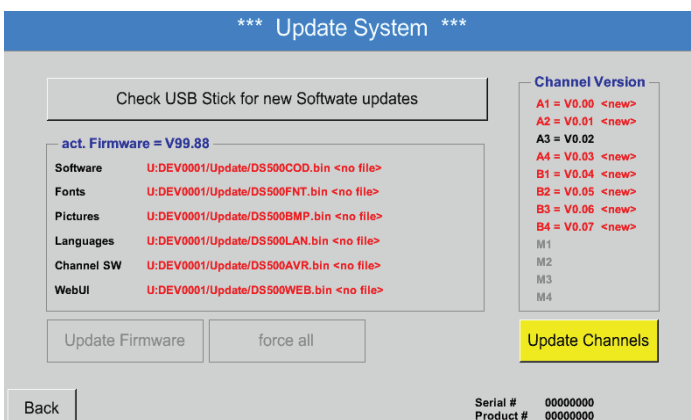 *** Update System ***
Check USB Stick for new Softwate updates
act. Firmware = V99.88
Software U:DEV0001/Update/DS500COD.bin <no file>
Fonts U:DEV0001/Update/DS500FNT.bin <no file>
Pictures U:DEV0001/Update/DS500BMP.bin <no file>
Languages U:DEV0001/Update/DS500LAN.bin <no file>
Channel SW U:DEV0001/Update/DS500AVR.bin <no file>
WebUI U:DEV0001/Update/DS500WEB.bin <no file>
Update Firmware
force all
Channel Version
A1 = V0.00 <new>
A2 = V0.01 <new>
A3 = V0.02
A4 = V0.03 <new>
B1 = V0.04 <new>
B2 = V0.05 <new>
B3 = V0.06 <new>
B4 = V0.07 <new>
M1
M2
M3
M4
Update Channels
Back
Serial # 00000000
Product # 00000000